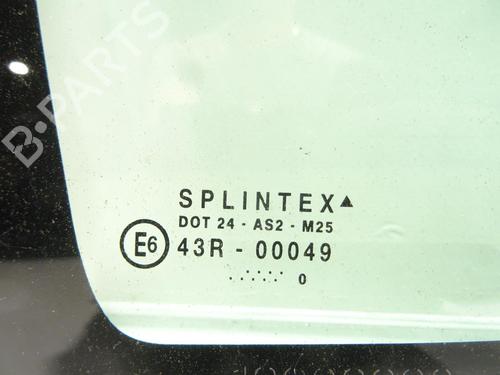 B-PARTS
SPLINTEX▲
DOT 24 - AS2 - M25
E6 43R - 00049
0